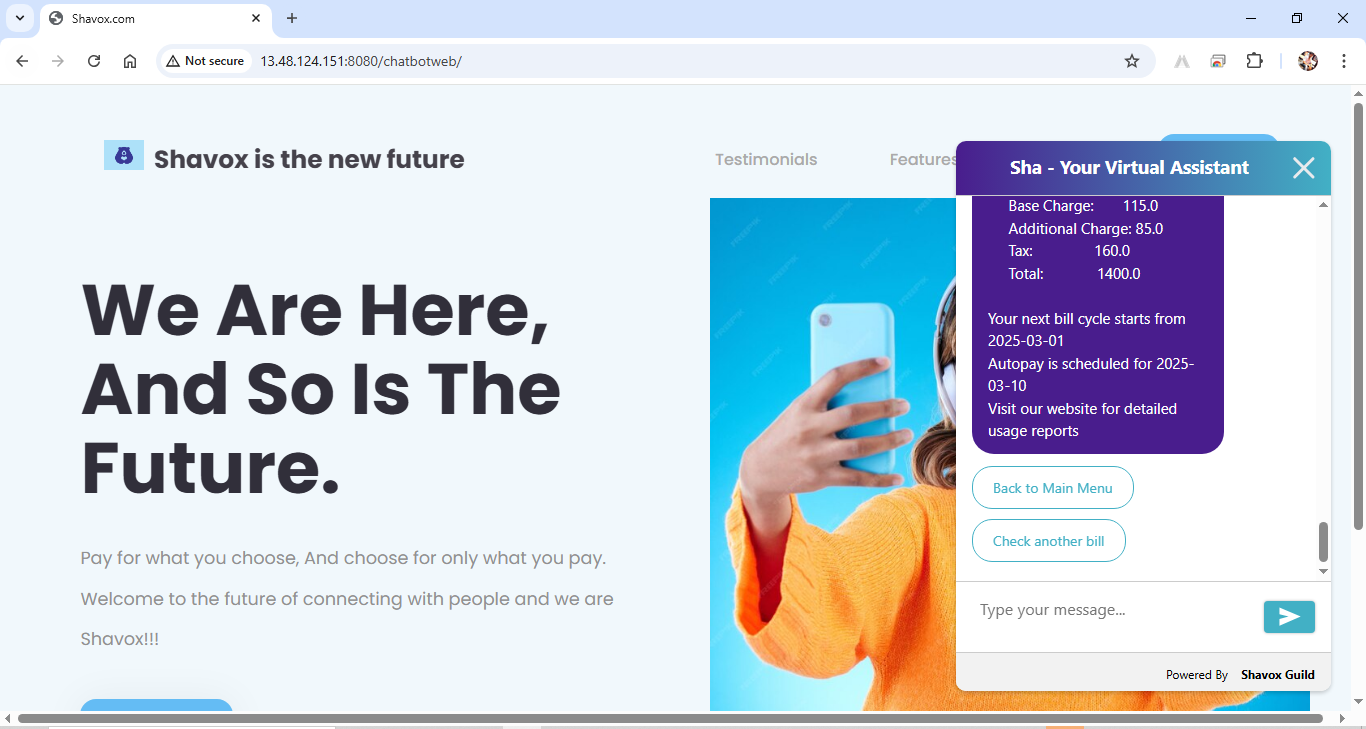 Shavox.com
Not secure
13.48.124.151:8080/chatbotweb/
Shavox is the new future
Testimonials
Features
We Are Here,
And So Is The
Future.
Pay for what you choose, And choose for only what you pay.
Welcome to the future of connecting with people and we are
Shavox!!!
Sha - Your Virtual Assistant
Base Charge: 115.0
Additional Charge: 85.0
Tax: 160.0
Total: 1400.0
Your next bill cycle starts from
2025-03-01
Autopay is scheduled for 2025-
03-10
Visit our website for detailed
usage reports
Back to Main Menu
Check another bill
Type your message...
Powered By Shavox Guild